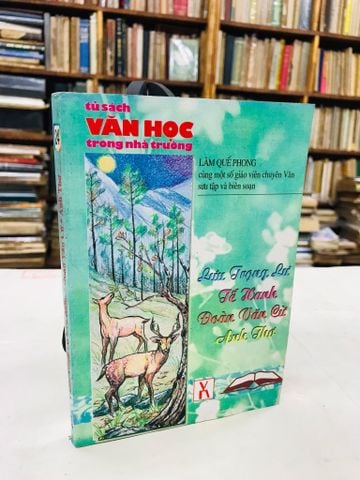 tủ sách
VĂN HỌC
trong nhà trường
LÂM QUẾ PHONG
cùng một số giáo viên chuyên Văn
sưu tập và biên soạn
Lưu Trọng Lư
Tế Hanh
Đoàn Văn Cừ
Anh Thơ